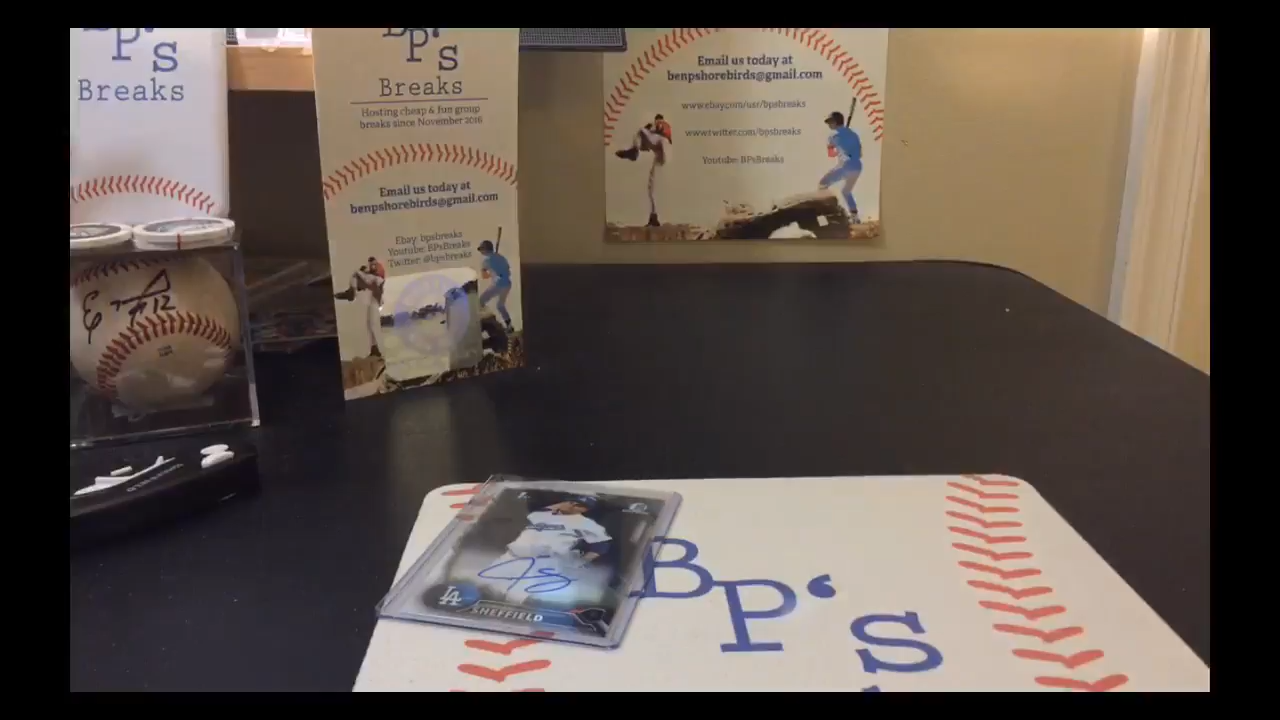 BP's
Breaks
BP's
Breaks
Hosting cheap & fun group
breaks since November 2016
Email us today at
benpshorebirds@gmail.com
Ebay: bpsbreaks
Youtube: BPsBreaks
Twitter: @bpsbreaks
Email us today at
benpshorebirds@gmail.com
www.ebay.com/usr/bpsbreaks
www.twitter.com/bpsbreaks
Youtube: BPsBreaks
#12
LA
SHEFFIELD
BP's